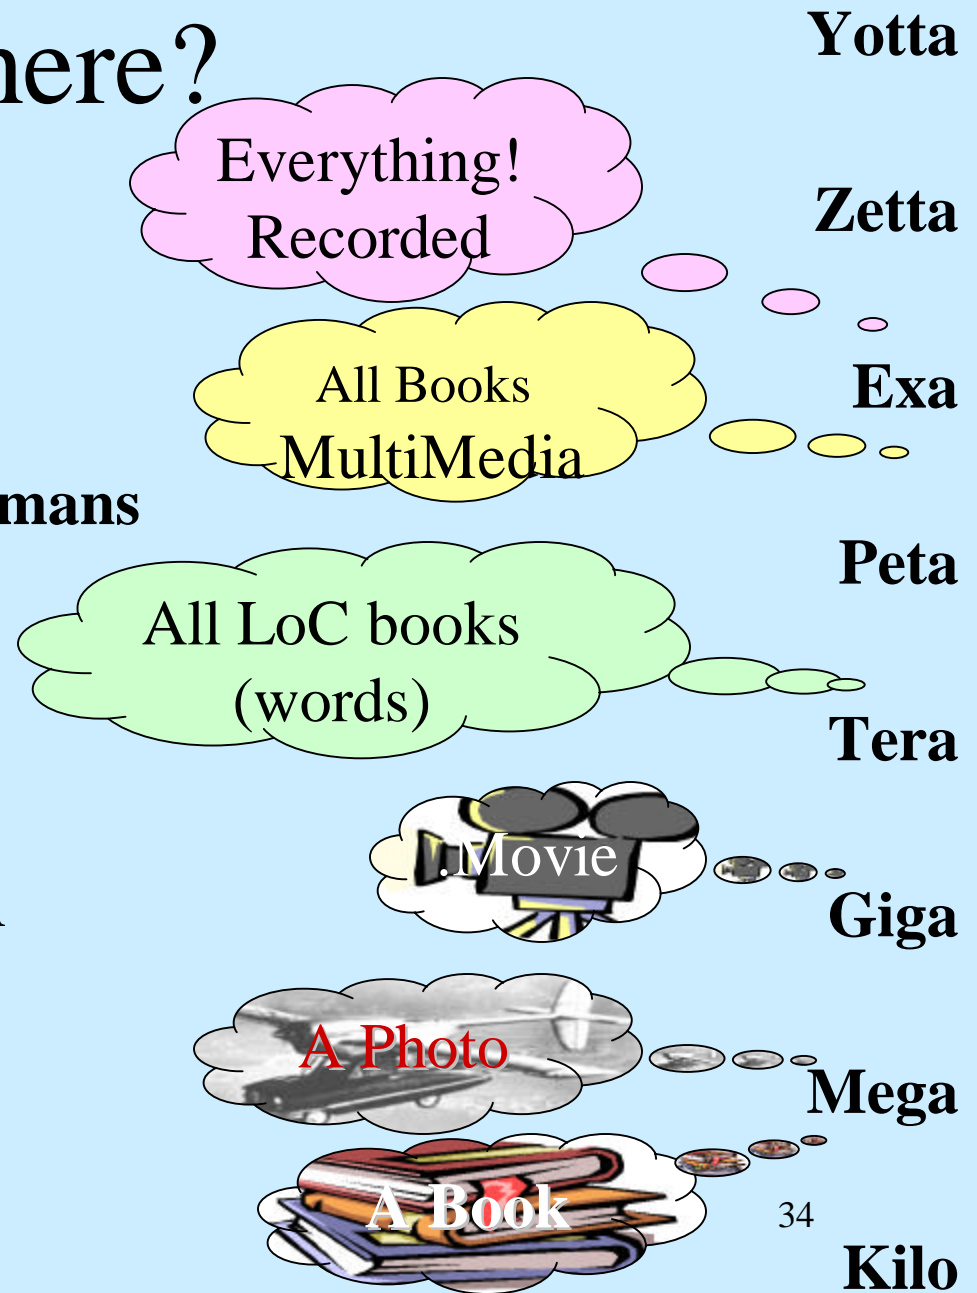 here?
Yotta
Everything!
Recorded
Zetta
All Books
MultiMedia
Exa
mans
Peta
All LoC books
(words)
Tera
.Movie
Giga
A Photo
Mega
A Book
34
Kilo